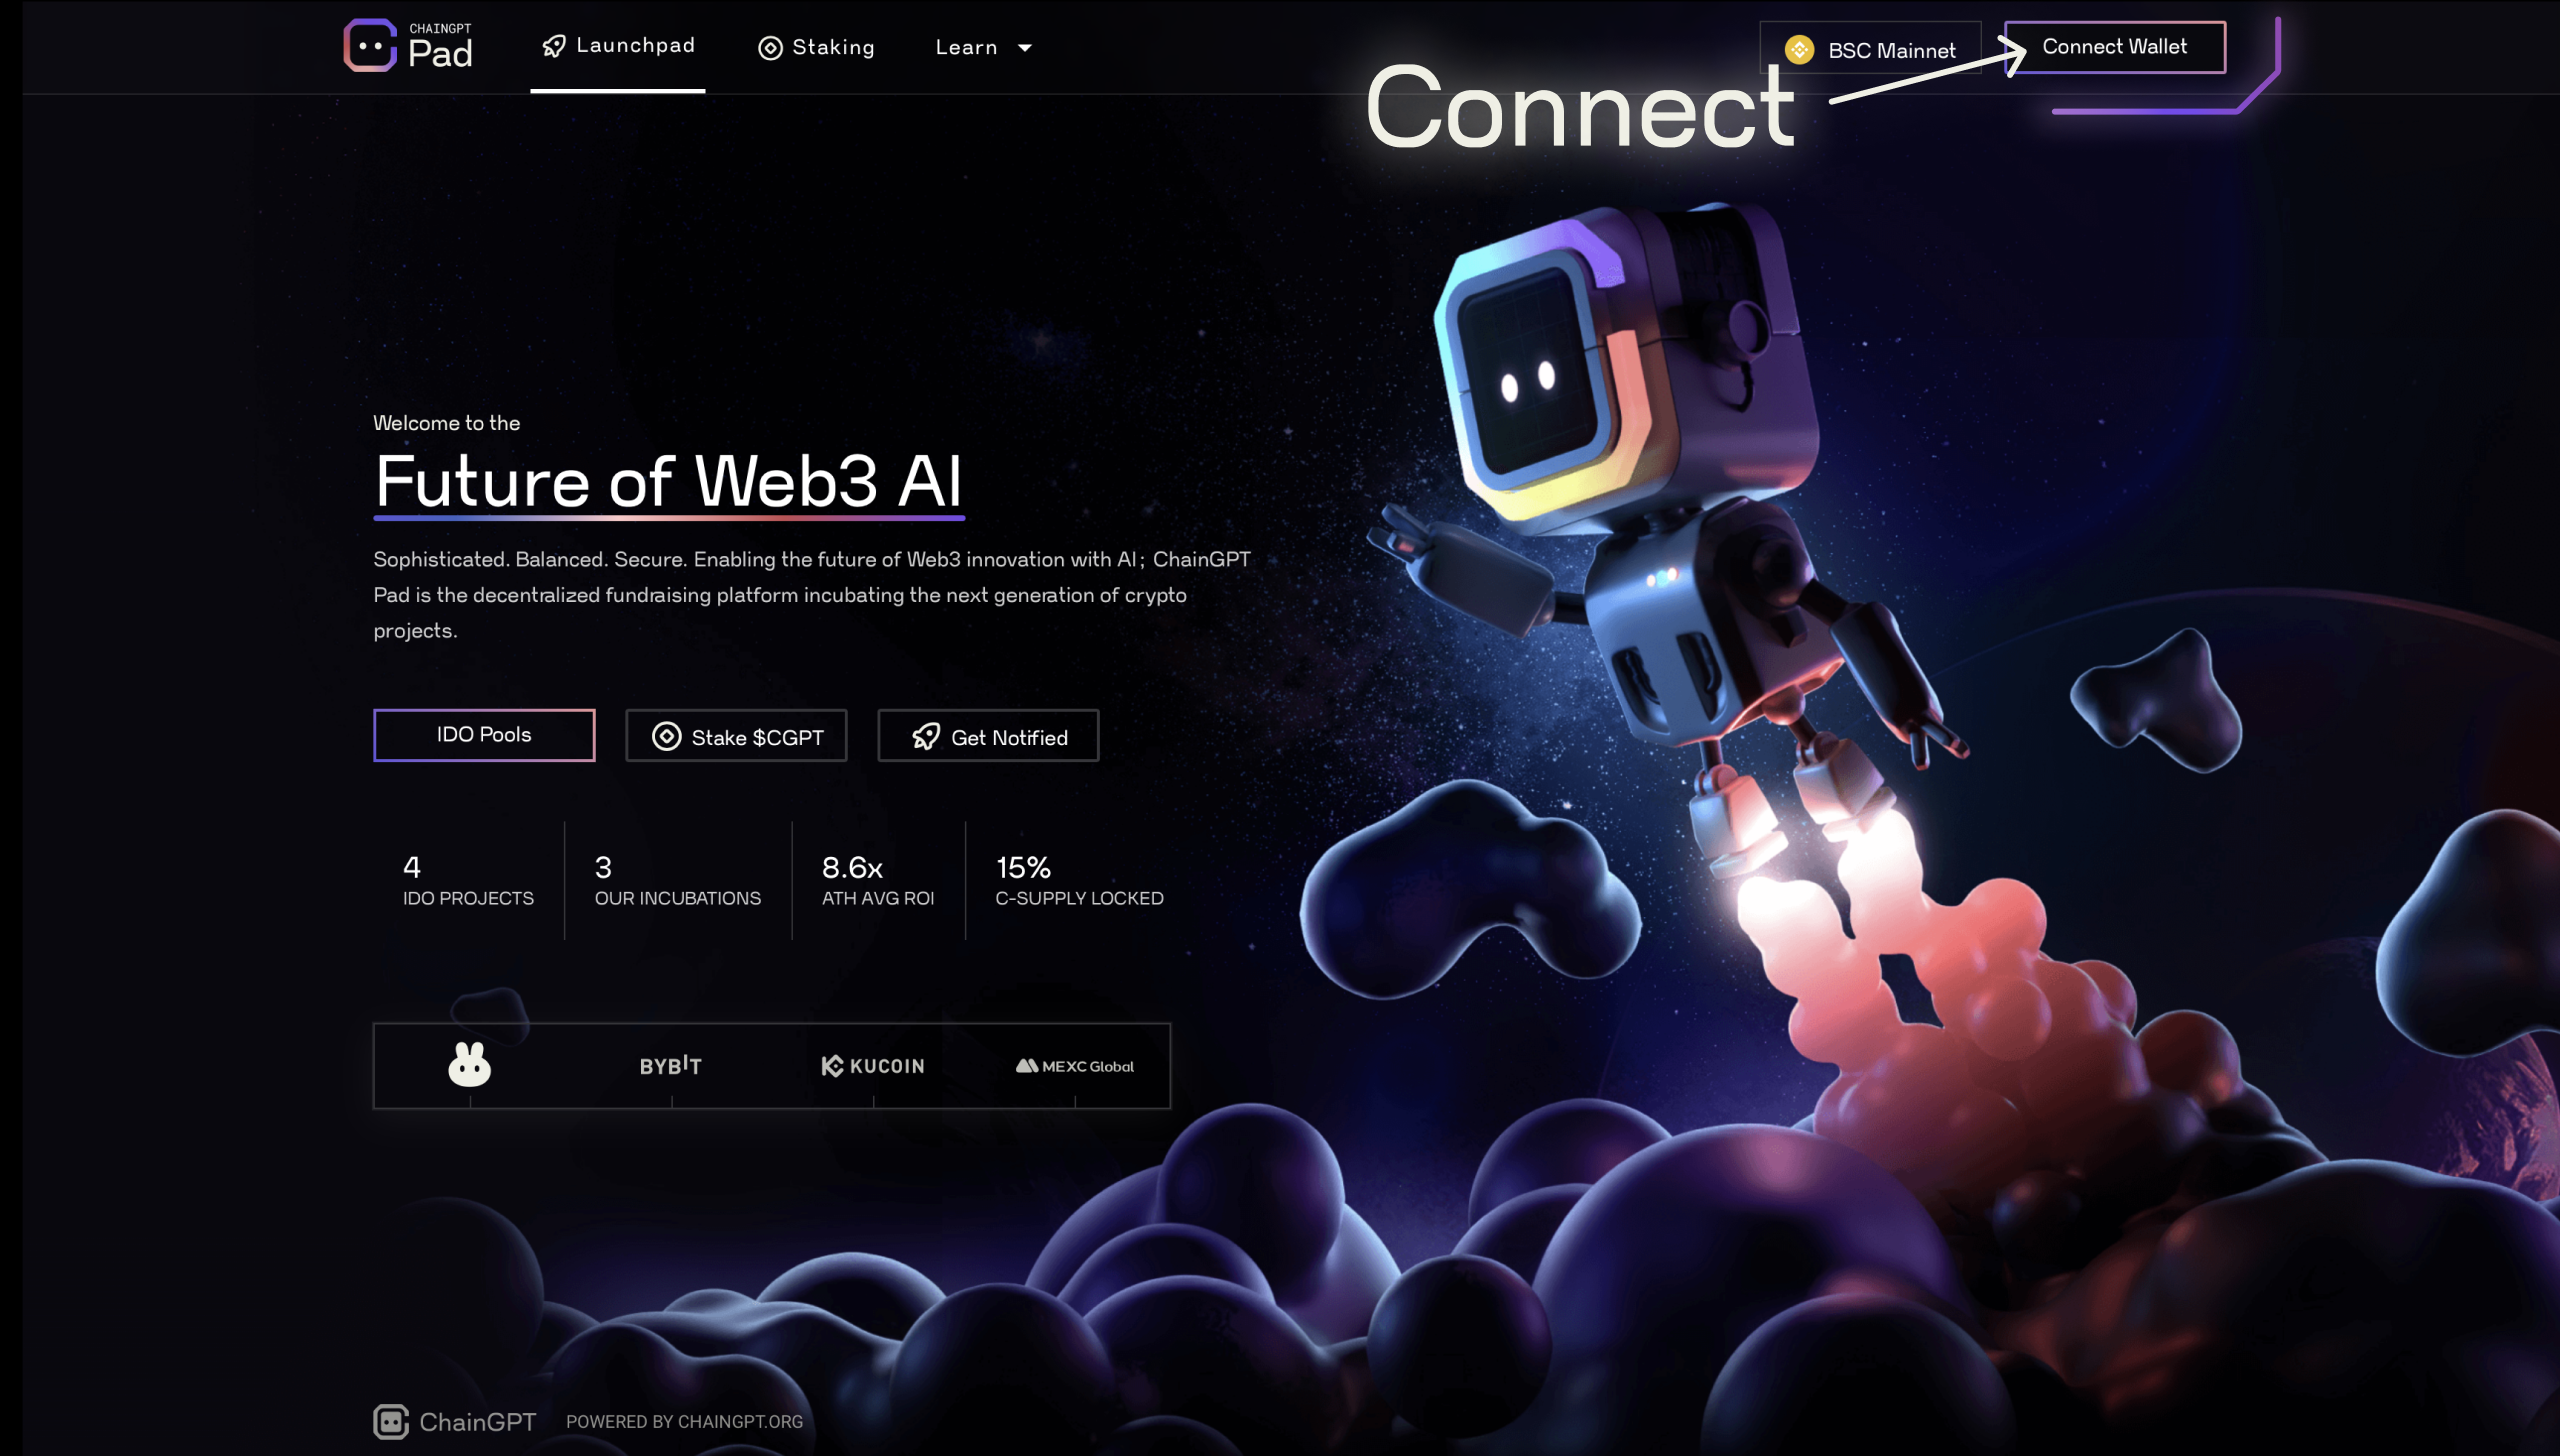 CHAINGPT
Pad
Launchpad
Staking
Learn
BSC Mainnet
Connect Wallet
Connect
Welcome to the
Future of Web3 AI
Sophisticated. Balanced. Secure. Enabling the future of Web3 innovation with AI; ChainGPT
Pad is the decentralized fundraising platform incubating the next generation of crypto
projects.
IDO Pools
Stake $CGPT
Get Notified
4
IDO PROJECTS
3
OUR INCUBATIONS
8.6x
ATH AVG ROI
15%
C-SUPPLY LOCKED
BYBIT
KUCOIN
MEXC Global
ChainGPT
POWERED BY CHAINGPT.ORG